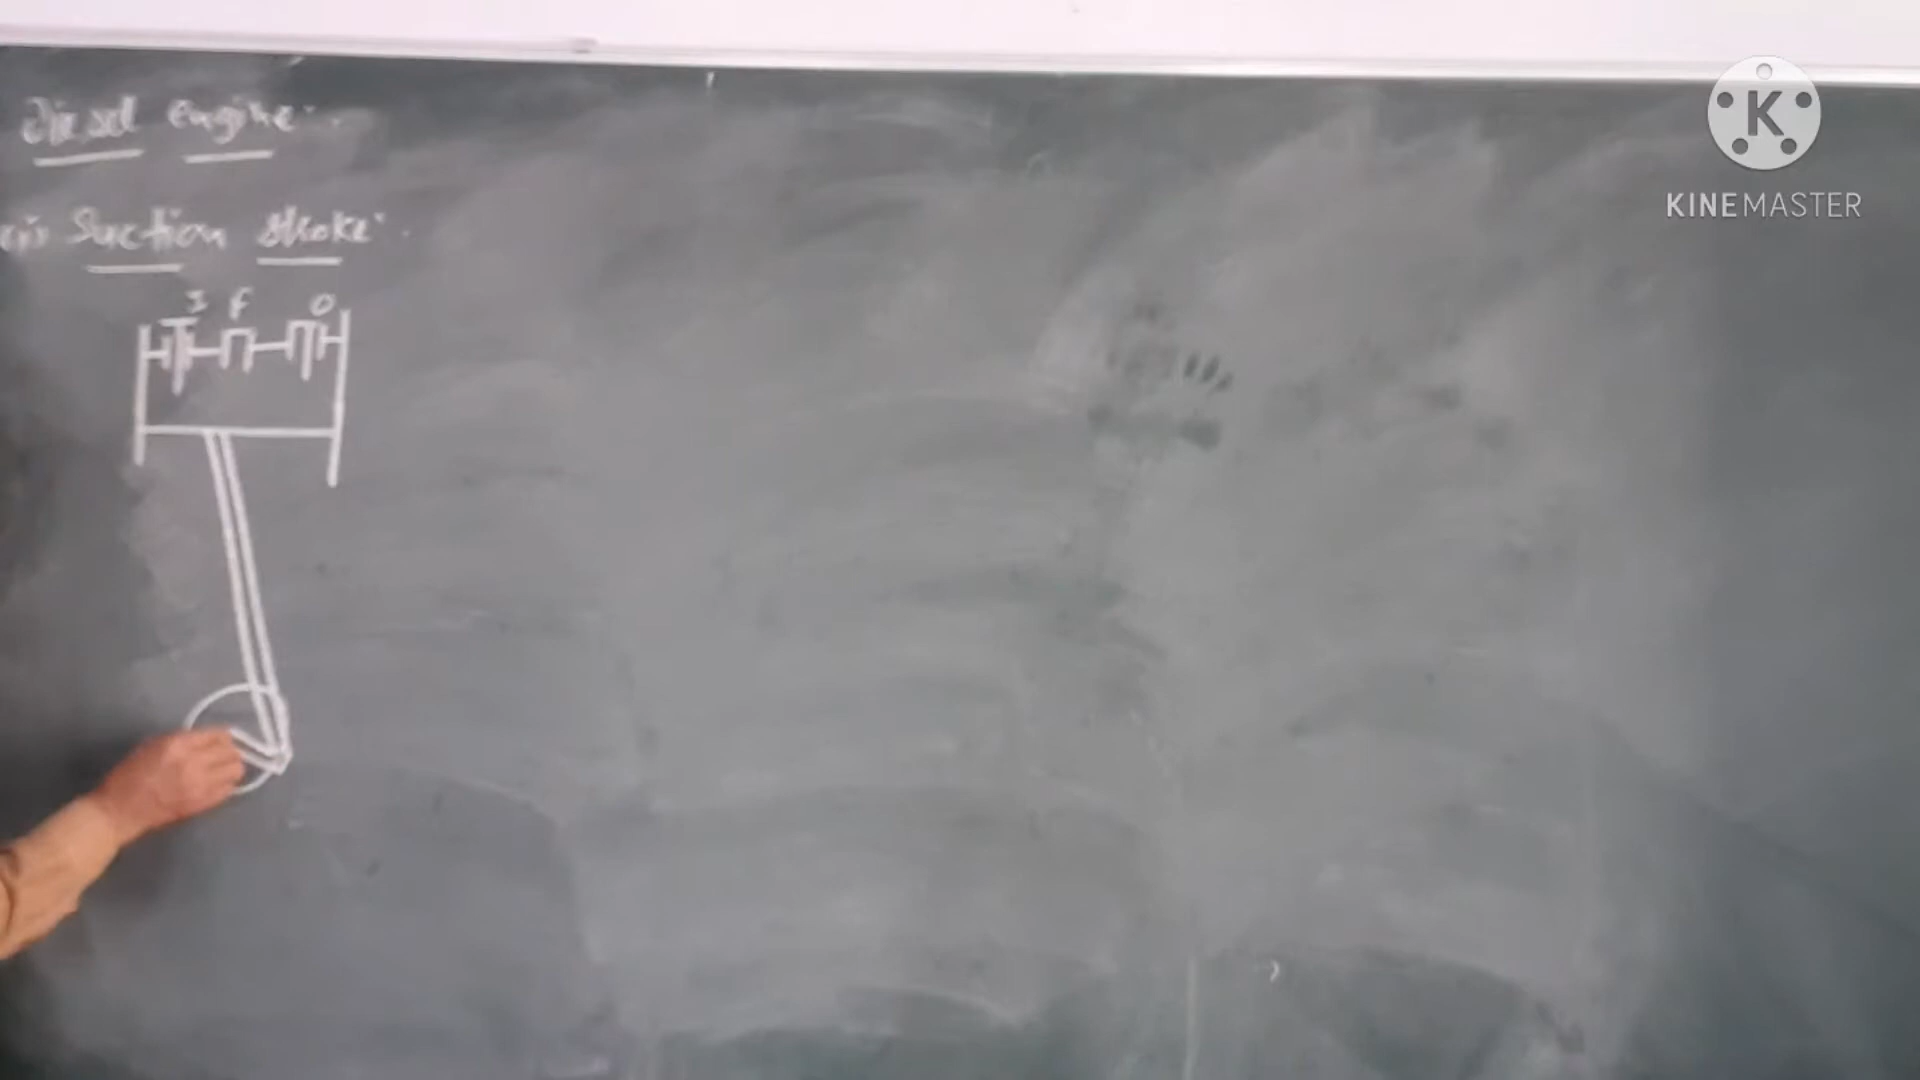 Diesel engine:-
(i) Suction stroke:-
I F O
K
KINEMASTER